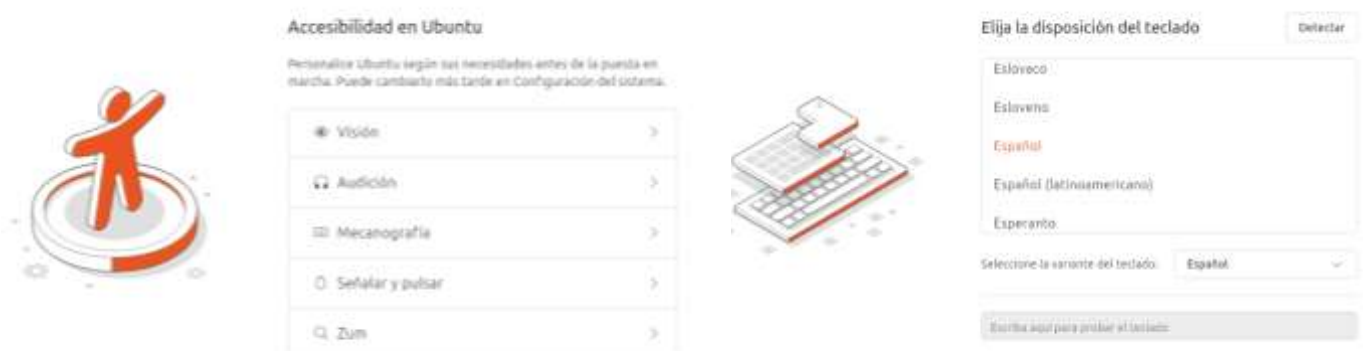 Accesibilidad en Ubuntu
Personalice Ubuntu según sus necesidades antes de la puesta en
marcha. Puede cambiarlo más tarde en Configuración del sistema.
Visión
Audición
Mecanografía
Señalar y pulsar
Zum
Elija la disposición del teclado
Detectar
Eslovaco
Esloveno
Español
Español (latinoamericano)
Esperanto
Seleccione la variante del teclado:
Español
Escriba aquí para probar el teclado